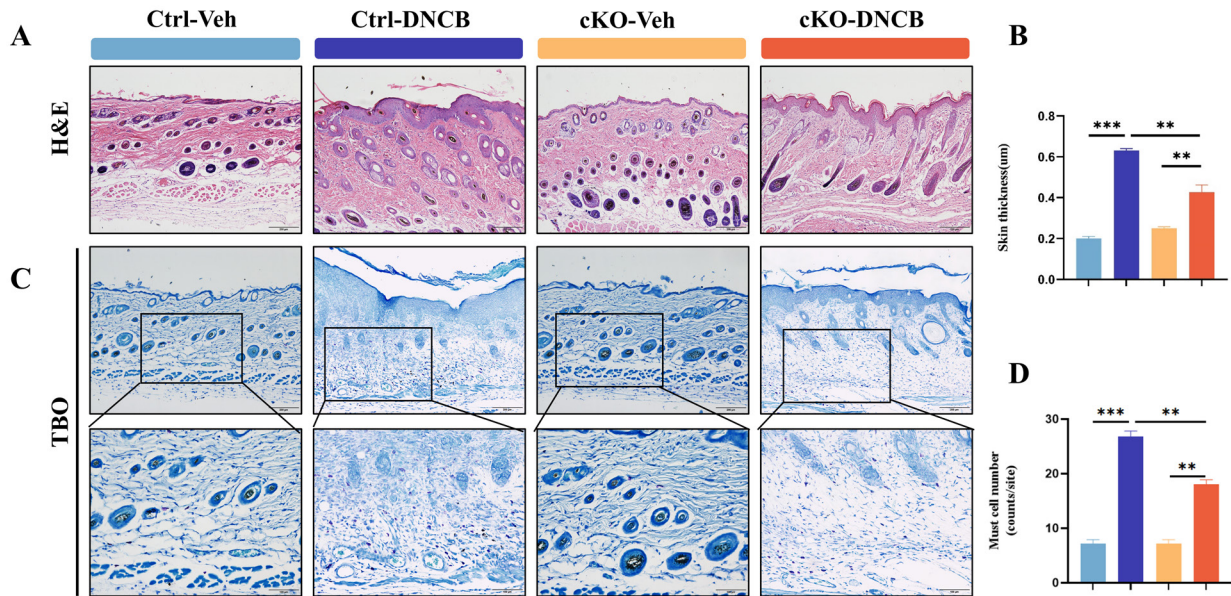 Ctrl-Veh Ctrl-DNCB cKO-Veh cKO-DNCB
A
H&E
B
Skin thickness(um)
0.8
0.6
0.4
0.2
0.0
*** **
**
C
TBO
D
Must cell number
(counts/site)
30
20
10
0
*** **
**